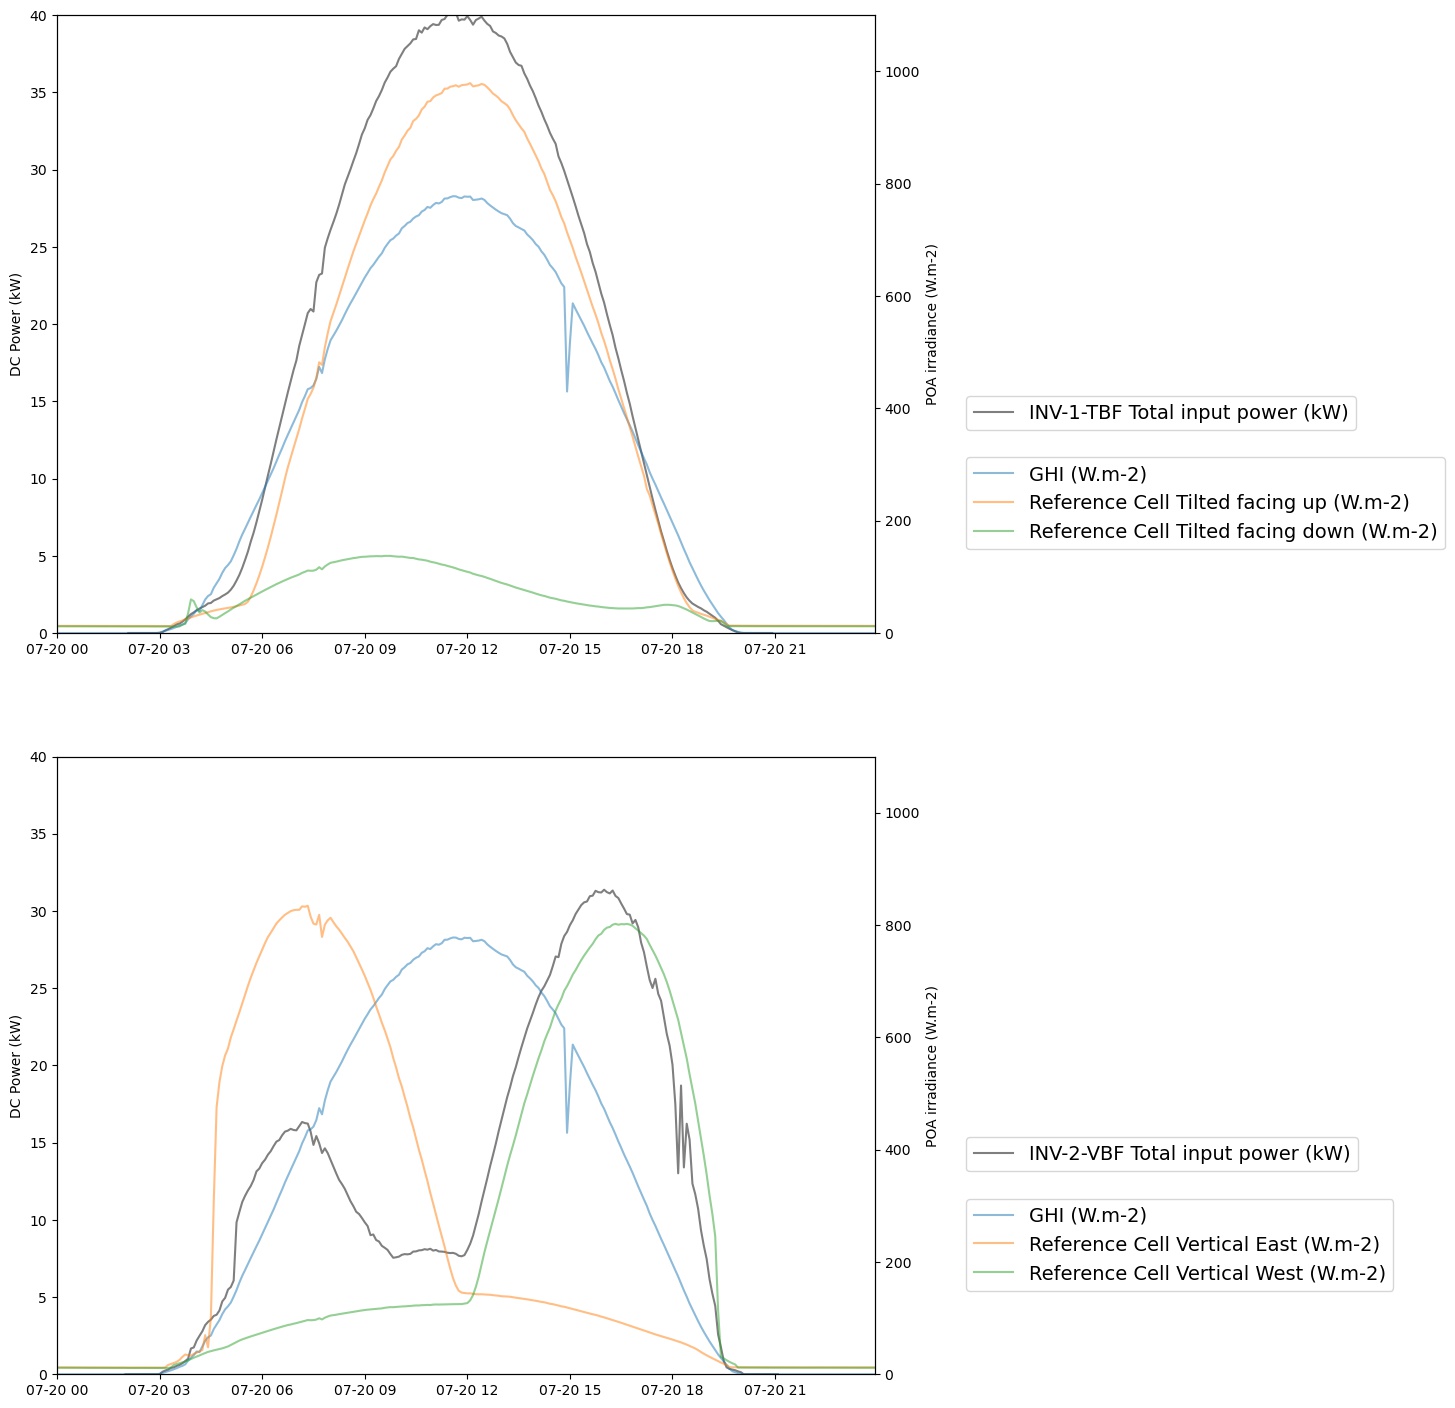 40
35
30
25
20
15
10
5
0
DC Power (kW)
1000
800
600
400
200
0
POA irradiance (W.m-2)
07-20 00 07-20 03 07-20 06 07-20 09 07-20 12 07-20 15 07-20 18 07-20 21
INV-1-TBF Total input power (kW)
GHI (W.m-2)
Reference Cell Tilted facing up (W.m-2)
Reference Cell Tilted facing down (W.m-2)
40
35
30
25
20
15
10
5
0
DC Power (kW)
1000
800
600
400
200
0
POA irradiance (W.m-2)
07-20 00 07-20 03 07-20 06 07-20 09 07-20 12 07-20 15 07-20 18 07-20 21
INV-2-VBF Total input power (kW)
GHI (W.m-2)
Reference Cell Vertical East (W.m-2)
Reference Cell Vertical West (W.m-2)